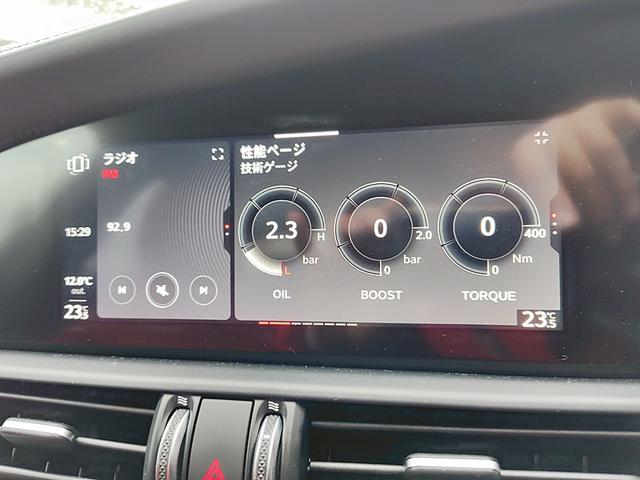 ラジオ
FM
92.9
15:29
12.0°C
out.
23.5°C
性能ページ
技術ゲージ
2.3
H
L
bar
OIL
0
2.0
0
bar
BOOST
0
400
0
Nm
TORQUE
23.5°C